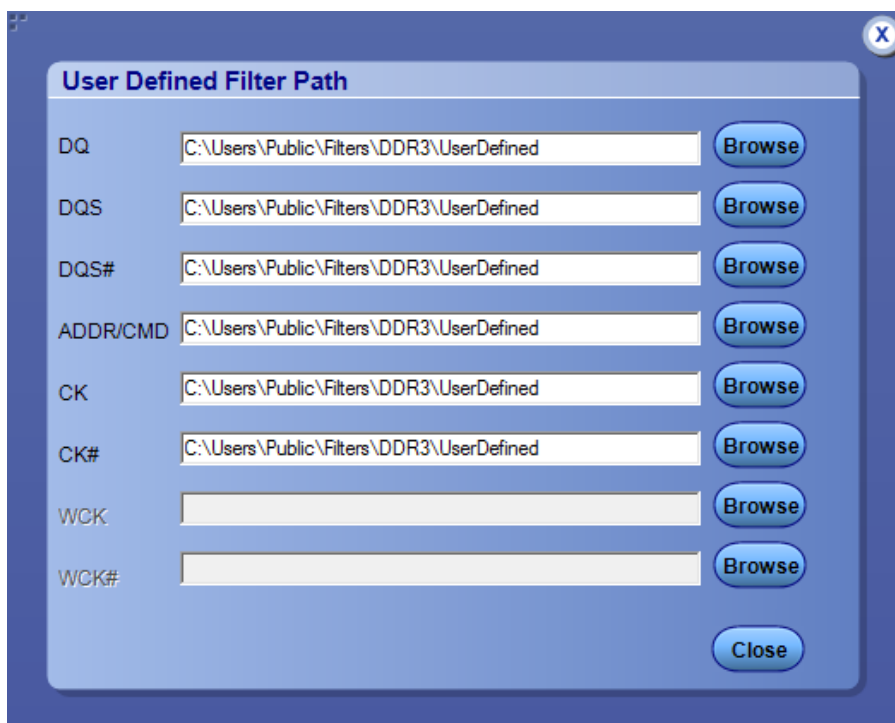 X
User Defined Filter Path
DQ C:\Users\Public\Filters\DDR3\UserDefined Browse
DQS C:\Users\Public\Filters\DDR3\UserDefined Browse
DQS# C:\Users\Public\Filters\DDR3\UserDefined Browse
ADDR/CMD C:\Users\Public\Filters\DDR3\UserDefined Browse
CK C:\Users\Public\Filters\DDR3\UserDefined Browse
CK# C:\Users\Public\Filters\DDR3\UserDefined Browse
WCK Browse
WCK# Browse
Close